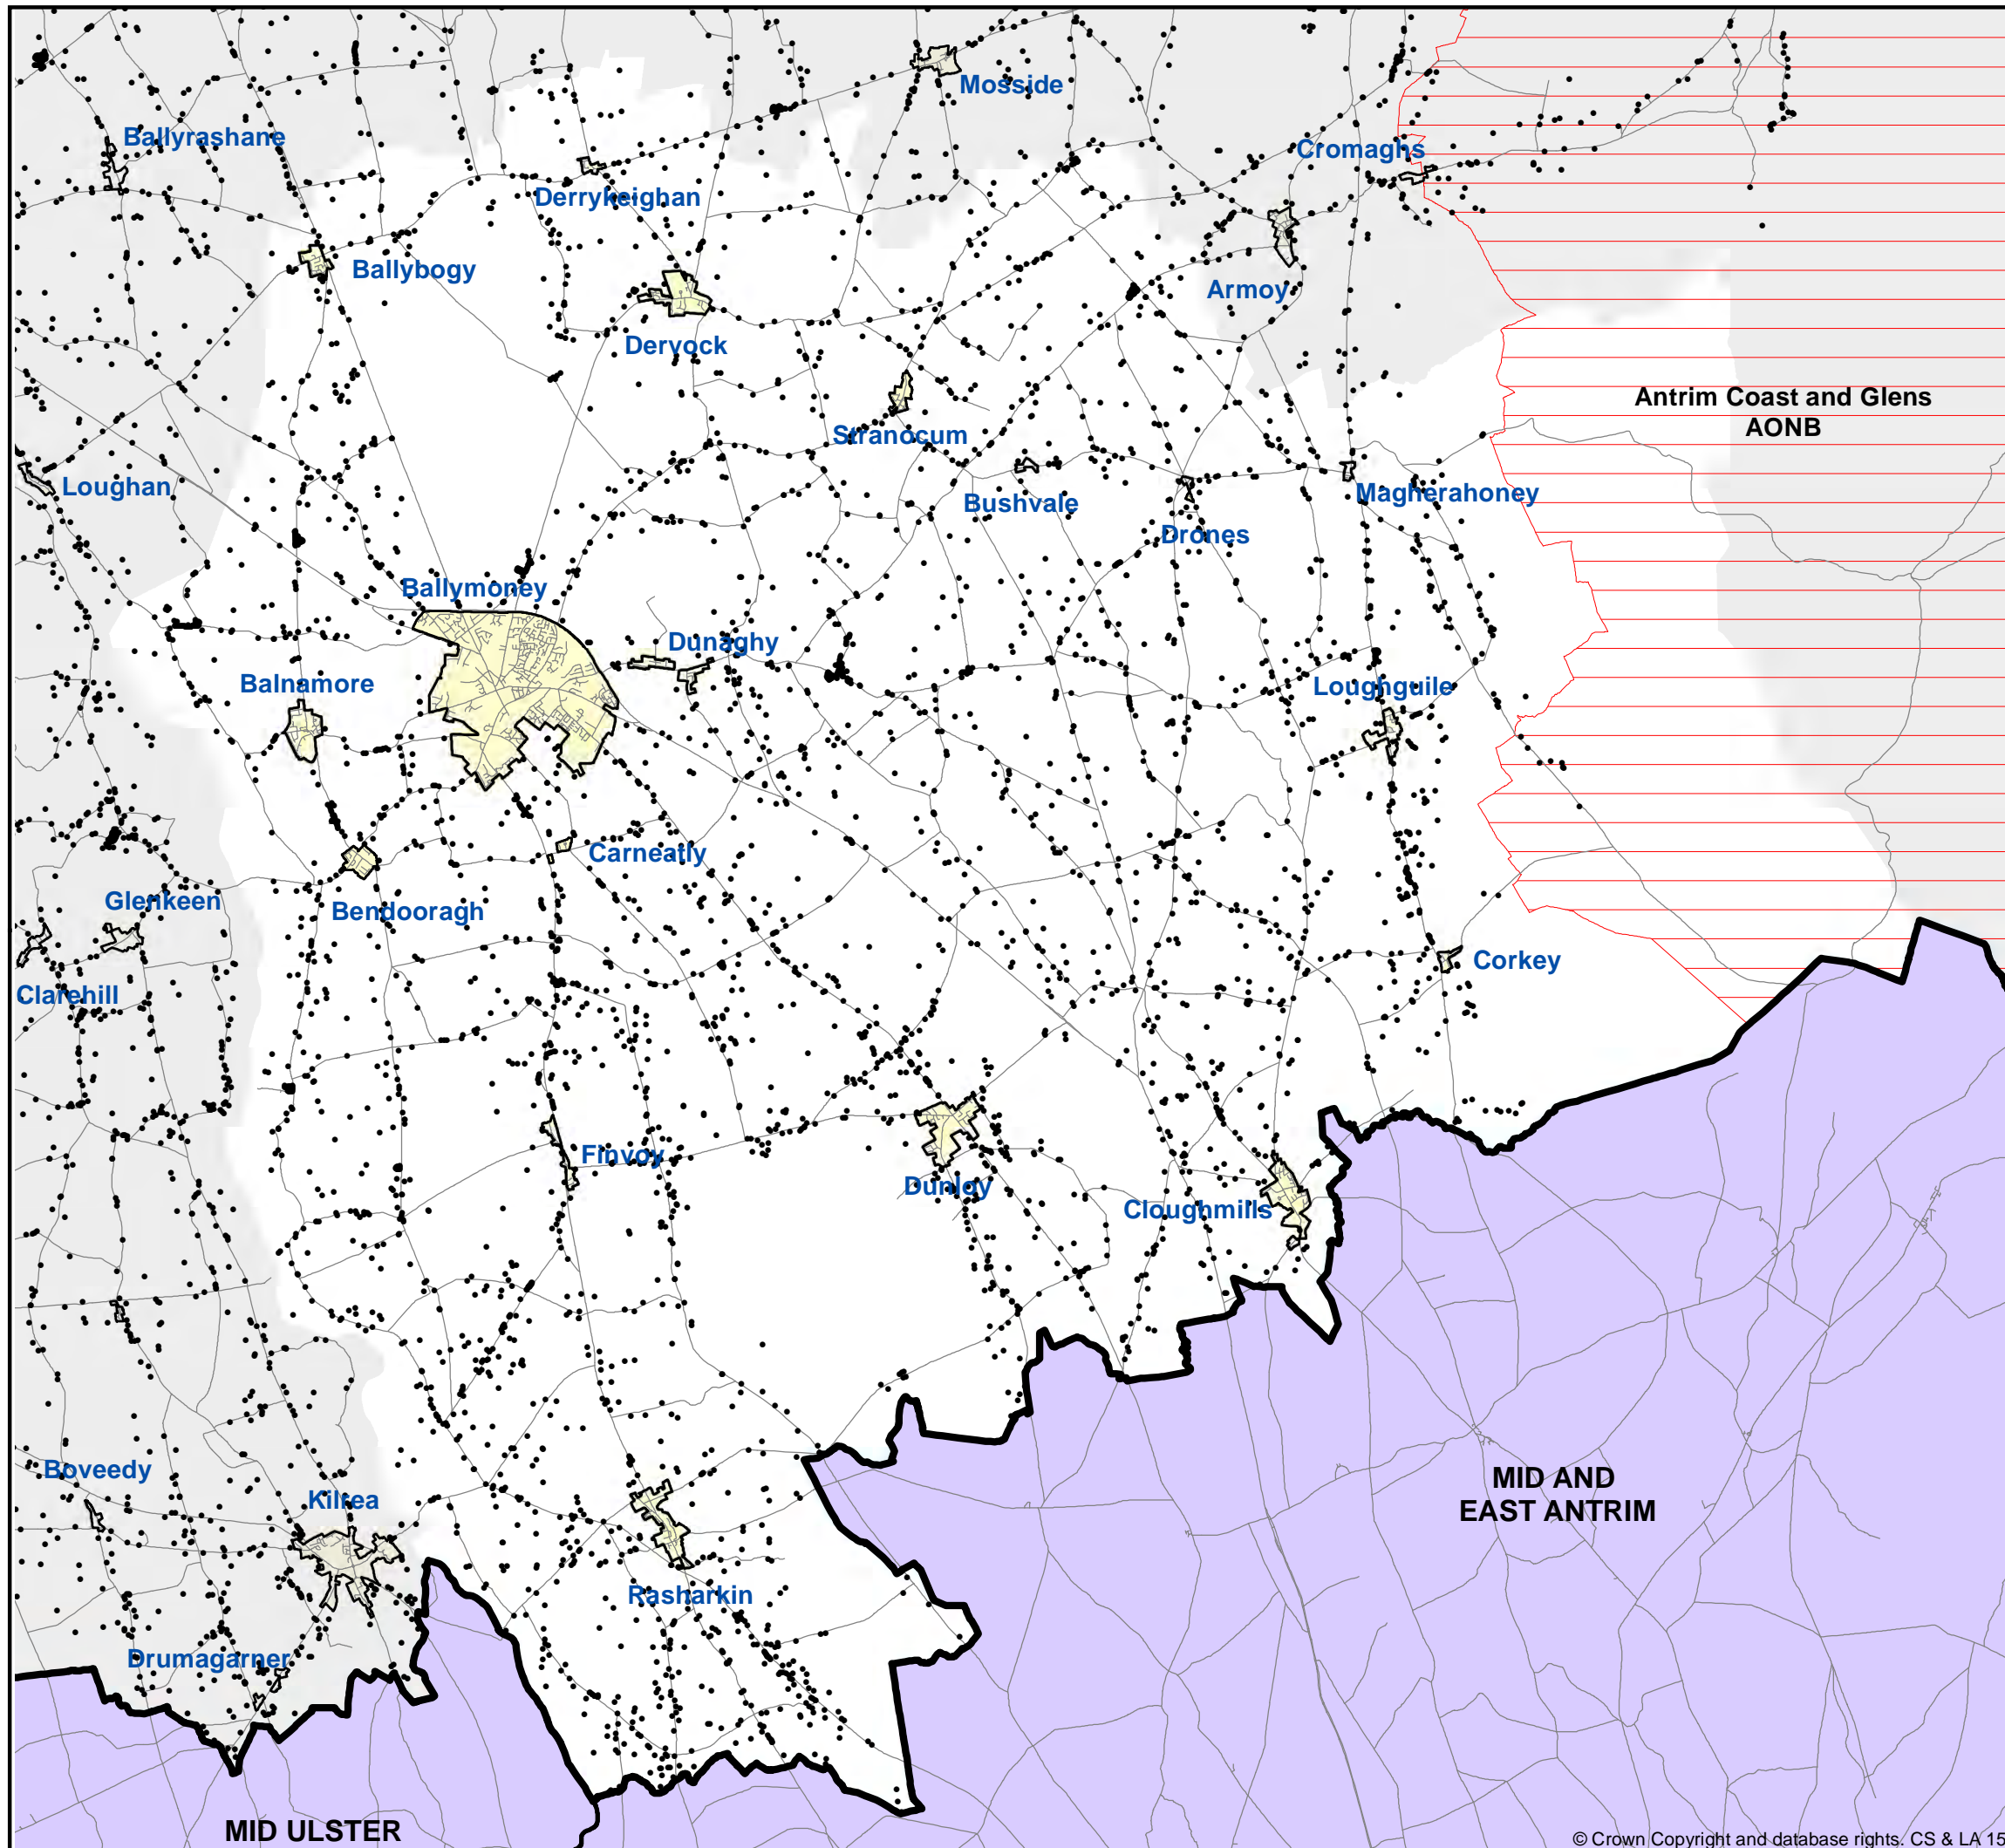 Mosside
Ballyrashane
Cromaghs
Derrykeighan
Ballybogy
Armoy
Dervock
Antrim Coast and Glens
AONB
Stranocum
Loughan
Bushvale
Magherahoney
Drones
Ballymoney
Dunaghy
Balnamore
Loughguile
Carneatly
Glenkeen
Bendooragh
Corkey
Clarehill
Finvoy
Dunloy
Cloughmills
Boveedy
Kilrea
MID AND
EAST ANTRIM
Rasharkin
Drumagarner
MID ULSTER
© Crown Copyright and database rights. CS & LA 15